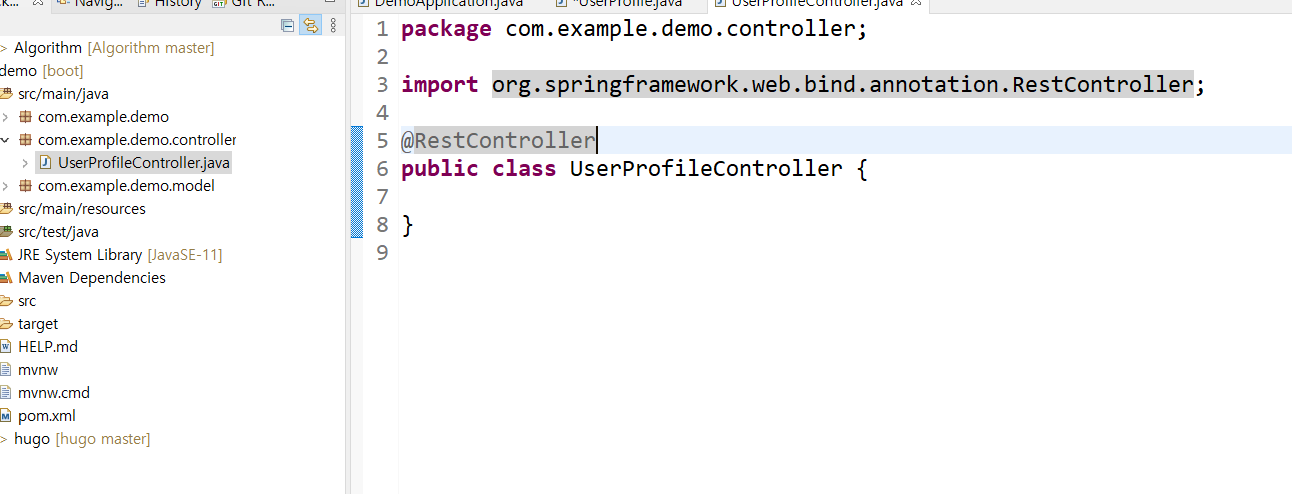 Navig...
History
Git R...
Algorithm [Algorithm master]
demo [boot]
src/main/java
com.example.demo
com.example.demo.controller
UserProfileController.java
com.example.demo.model
src/main/resources
src/test/java
JRE System Library [JavaSE-11]
Maven Dependencies
src
target
HELP.md
mvnw
mvnw.cmd
pom.xml
hugo [hugo master]
DemoApplication.java
*UserProfile.java
UserProfileController.java
1 package com.example.demo.controller;
2
3 import org.springframework.web.bind.annotation.RestController;
4
5 @RestController
6 public class UserProfileController {
7
8 }
9